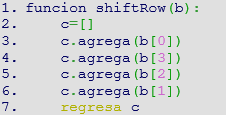 1. funcion shiftRow(b):
2. c=[]
3. c.agrega(b[0])
4. c.agrega(b[3])
5. c.agrega(b[2])
6. c.agrega(b[1])
7. regresa c